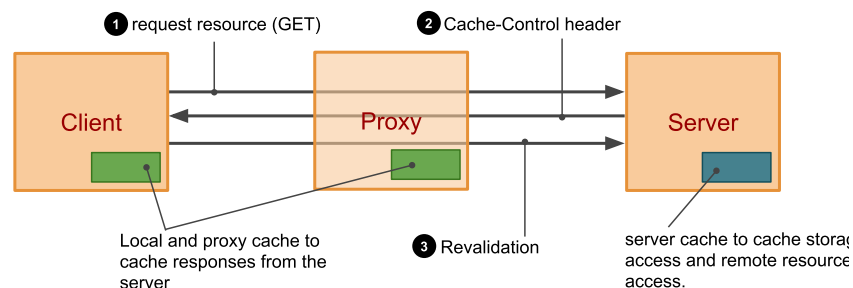 1 request resource (GET)
2 Cache-Control header
Client
Proxy
Server
Local and proxy cache to
cache responses from the
server
3 Revalidation
server cache to cache
access and remote resource
access.